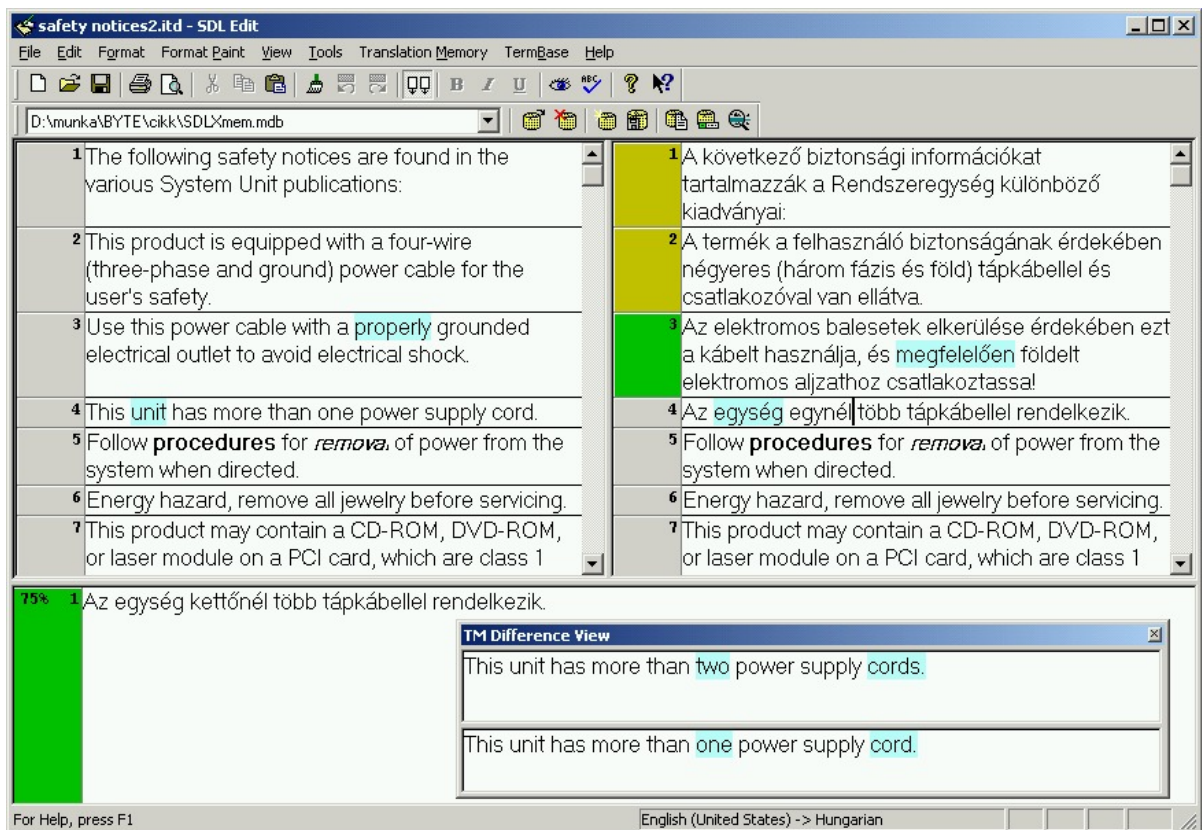 safety notices2.itd - SDL Edit
File Edit Format Format Paint View Tools Translation Memory TermBase Help
B I U ABC
D:\munka\BYTE\cikk\SDLXmem.mdb
1 The following safety notices are found in the
various System Unit publications:
2 This product is equipped with a four-wire
(three-phase and ground) power cable for the
user's safety.
3 Use this power cable with a properly grounded
electrical outlet to avoid electrical shock.
4 This unit has more than one power supply cord.
5 Follow procedures for removal of power from the
system when directed.
6 Energy hazard, remove all jewelry before servicing.
7 This product may contain a CD-ROM, DVD-ROM,
or laser module on a PCI card, which are class 1
1 A következő biztonsági információkat
tartalmazzák a Rendszeregység különböző
kiadványai:
2 A termék a felhasználó biztonságának érdekében
négyeres (három fázis és föld) tápkábellel és
csatlakozóval van ellátva.
3 Az elektromos balesetek elkerülése érdekében ezt
a kábelt használja, és megfelelően földelt
elektromos aljzathoz csatlakoztassa!
4 Az egység egynél több tápkábellel rendelkezik.
5 Follow procedures for removal of power from the
system when directed.
6 Energy hazard, remove all jewelry before servicing.
7 This product may contain a CD-ROM, DVD-ROM,
or laser module on a PCI card, which are class 1
75% 1 Az egység kettőnél több tápkábellel rendelkezik.
TM Difference View
This unit has more than two power supply cords.
This unit has more than one power supply cord.
For Help, press F1
English (United States) -> Hungarian